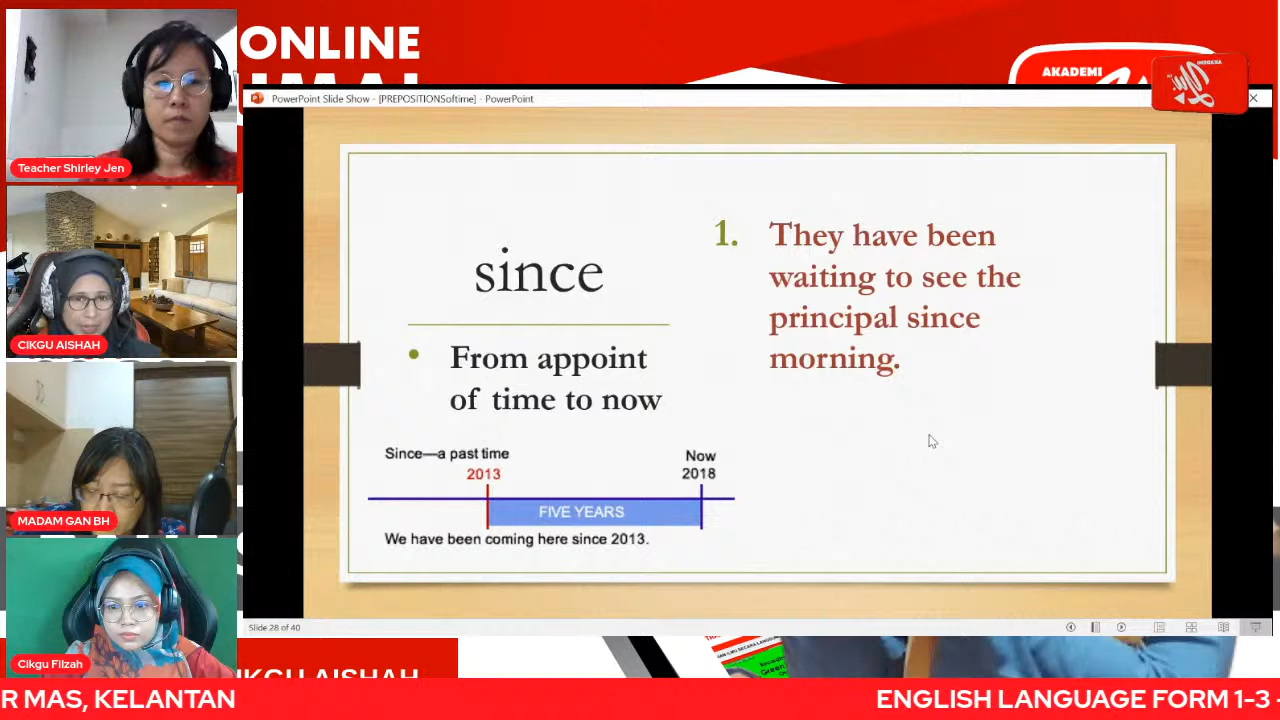 ONLINE
AKADEMI
Teacher Shirley Jen
CIKGU AISHAH
MADAM GAN BH
Cikgu Filzah
PowerPoint Slide Show - [PREPOSITIONSoftime] - PowerPoint
since
From appoint
of time to now
Since—a past time
2013
Now
2018
FIVE YEARS
We have been coming here since 2013.
1. They have been
waiting to see the
principal since
morning.
Slide 28 of 40
R MAS, KELANTAN
ENGLISH LANGUAGE FORM 1-3 -